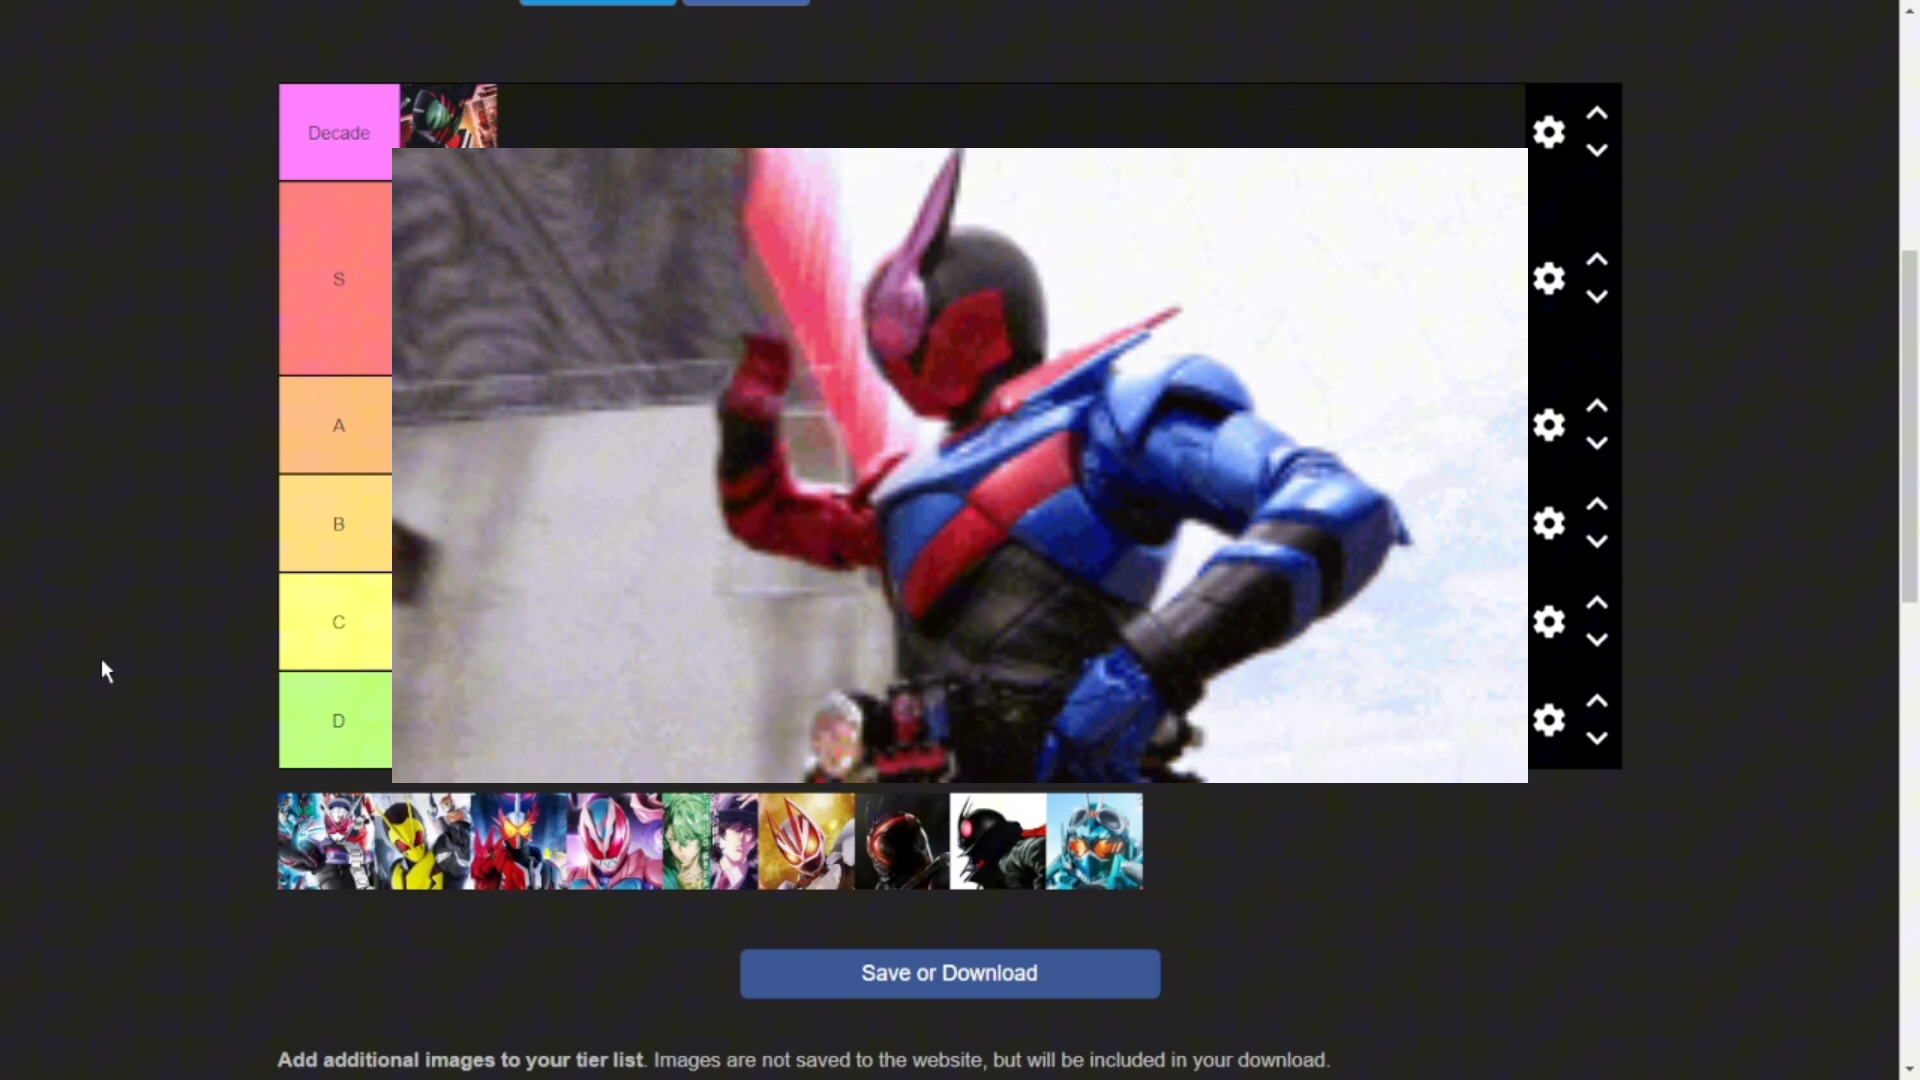 Decade
S
A
B
C
D
Save or Download
Add additional images to your tier list. Images are not saved to the website, but will be included in your download.